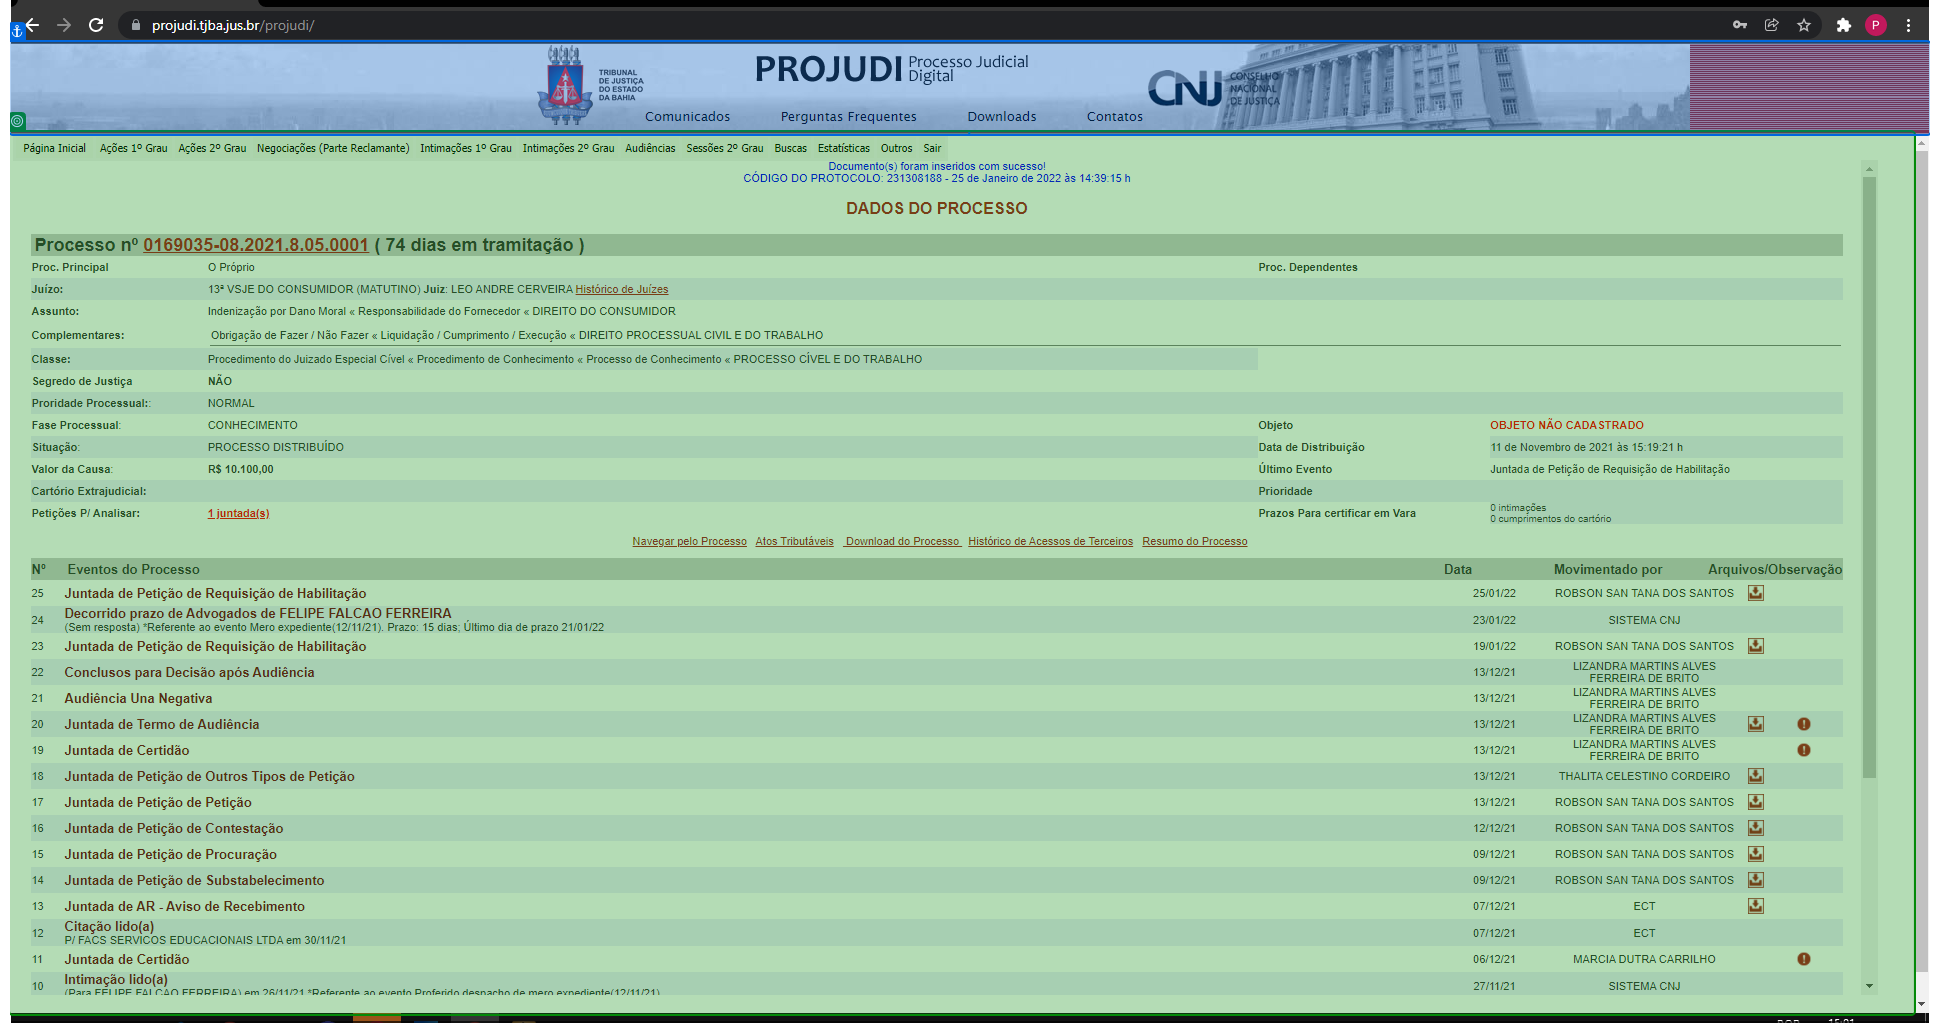 projudi.tjba.jus.br/projudi/
P
TRIBUNAL
DE JUSTIÇA
DO ESTADO
DA BAHIA
PROJUDI Processo Judicial
Digital
CNJ CONSELHO
NACIONAL
DE JUSTIÇA
Comunicados Perguntas Frequentes Downloads Contatos
Página Inicial Ações 1º Grau Ações 2º Grau Negociações (Parte Reclamante) Intimações 1º Grau Intimações 2º Grau Audiências Sessões 2º Grau Buscas Estatísticas Outros Sair
Documento(s) foram inseridos com sucesso!
CÓDIGO DO PROTOCOLO: 231308188 - 25 de Janeiro de 2022 às 14:39:15 h
DADOS DO PROCESSO
Processo nº 0169035-08.2021.8.05.0001 ( 74 dias em tramitação )
Proc. Principal O Próprio Proc. Dependentes
Juízo: 13ª VSJE DO CONSUMIDOR (MATUTINO) Juiz: LEO ANDRE CERVEIRA Histórico de Juízes
Assunto: Indenização por Dano Moral « Responsabilidade do Fornecedor « DIREITO DO CONSUMIDOR
Complementares: Obrigação de Fazer / Não Fazer « Liquidação / Cumprimento / Execução « DIREITO PROCESSUAL CIVIL E DO TRABALHO
Classe: Procedimento do Juizado Especial Cível « Procedimento de Conhecimento « Processo de Conhecimento « PROCESSO CÍVEL E DO TRABALHO
Segredo de Justiça NÃO
Proridade Processual:: NORMAL
Fase Processual: CONHECIMENTO Objeto OBJETO NÃO CADASTRADO
Situação: PROCESSO DISTRIBUÍDO Data de Distribuição 11 de Novembro de 2021 às 15:19:21 h
Valor da Causa: R$ 10.100,00 Último Evento Juntada de Petição de Requisição de Habilitação
Cartório Extrajudicial: Prioridade
Petições P/ Analisar: 1 juntada(s) Prazos Para certificar em Vara 0 intimações
0 cumprimentos do cartório
Navegar pelo Processo Atos Tributáveis Download do Processo Histórico de Acessos de Terceiros Resumo do Processo
Nº Eventos do Processo Data Movimentado por Arquivos/Observação
25 Juntada de Petição de Requisição de Habilitação 25/01/22 ROBSON SAN TANA DOS SANTOS
24 Decorrido prazo de Advogados de FELIPE FALCAO FERREIRA 23/01/22 SISTEMA CNJ
(Sem resposta) *Referente ao evento Mero expediente(12/11/21). Prazo: 15 dias; Último dia de prazo 21/01/22
23 Juntada de Petição de Requisição de Habilitação 19/01/22 ROBSON SAN TANA DOS SANTOS
22 Conclusos para Decisão após Audiência 13/12/21 LIZANDRA MARTINS ALVES
FERREIRA DE BRITO
21 Audiência Una Negativa 13/12/21 LIZANDRA MARTINS ALVES
FERREIRA DE BRITO
20 Juntada de Termo de Audiência 13/12/21 LIZANDRA MARTINS ALVES
FERREIRA DE BRITO
19 Juntada de Certidão 13/12/21 LIZANDRA MARTINS ALVES
FERREIRA DE BRITO
18 Juntada de Petição de Outros Tipos de Petição 13/12/21 THALITA CELESTINO CORDEIRO
17 Juntada de Petição de Petição 13/12/21 ROBSON SAN TANA DOS SANTOS
16 Juntada de Petição de Contestação 12/12/21 ROBSON SAN TANA DOS SANTOS
15 Juntada de Petição de Procuração 09/12/21 ROBSON SAN TANA DOS SANTOS
14 Juntada de Petição de Substabelecimento 09/12/21 ROBSON SAN TANA DOS SANTOS
13 Juntada de AR - Aviso de Recebimento 07/12/21 ECT
12 Citação lido(a) 07/12/21 ECT
P/ FACS SERVICOS EDUCACIONAIS LTDA em 30/11/21
11 Juntada de Certidão 06/12/21 MARCIA DUTRA CARRILHO
10 Intimação lido(a) 27/11/21 SISTEMA CNJ
(Para FELIPE FALCAO FERREIRA) em 26/11/21 *Referente ao evento Proferido despacho de mero expediente(12/11/21)